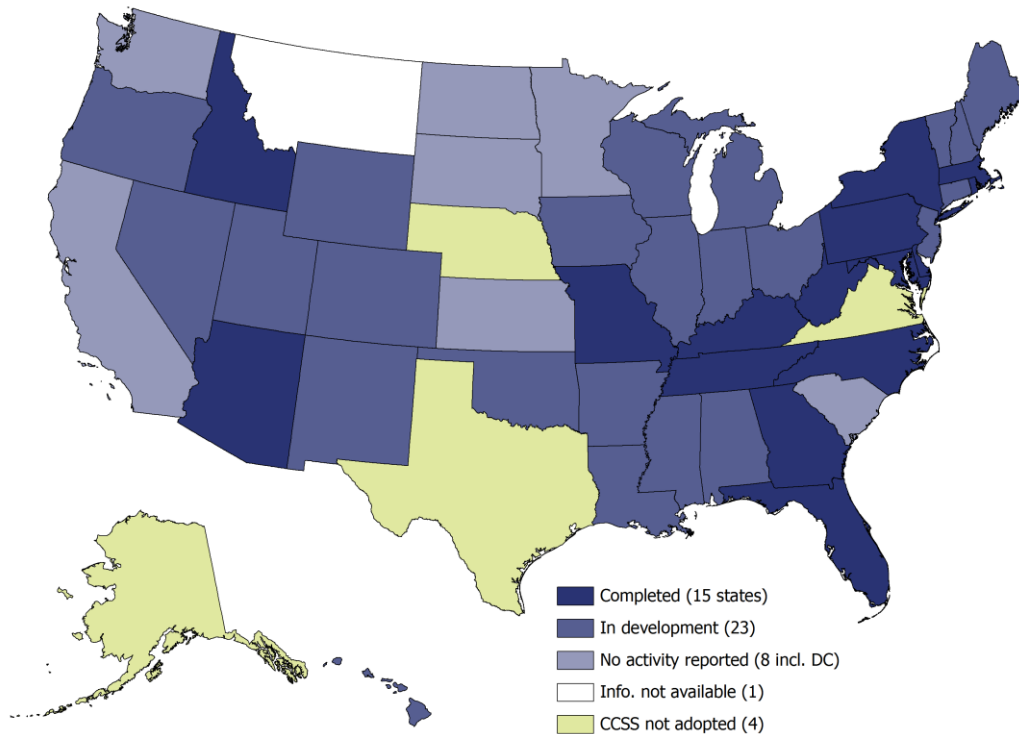 Completed (15 states)
In development (23)
No activity reported (8 incl. DC)
Info. not available (1)
CCSS not adopted (4)